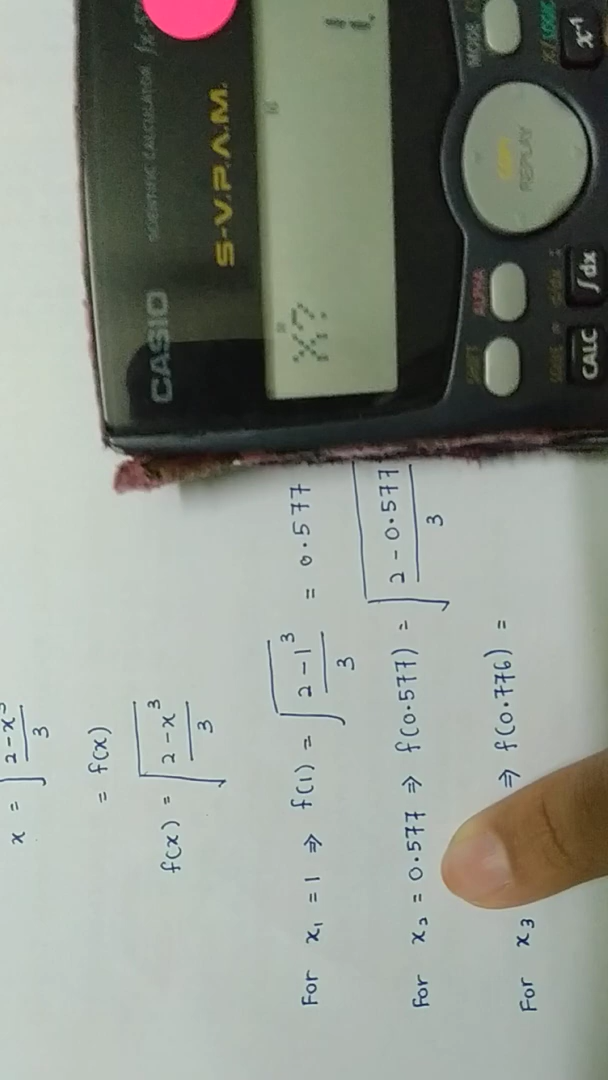 x = √(2-x³/3)
= f(x)
f(x) = √(2-x³/3)
For x₁ = 1 ⇒ f(1) = √(2-1³/3) = 0.577
For x₂ = 0.577 ⇒ f(0.577) = √(2-0.577/3)
For x₃ ⇒ f(0.776) =
CASIO
SCIENTIFIC CALCULATOR
S-V.P.A.M.
X?
1.
SHIFT ALPHA REPLAY MODE
CALC ∫dx x⁻¹